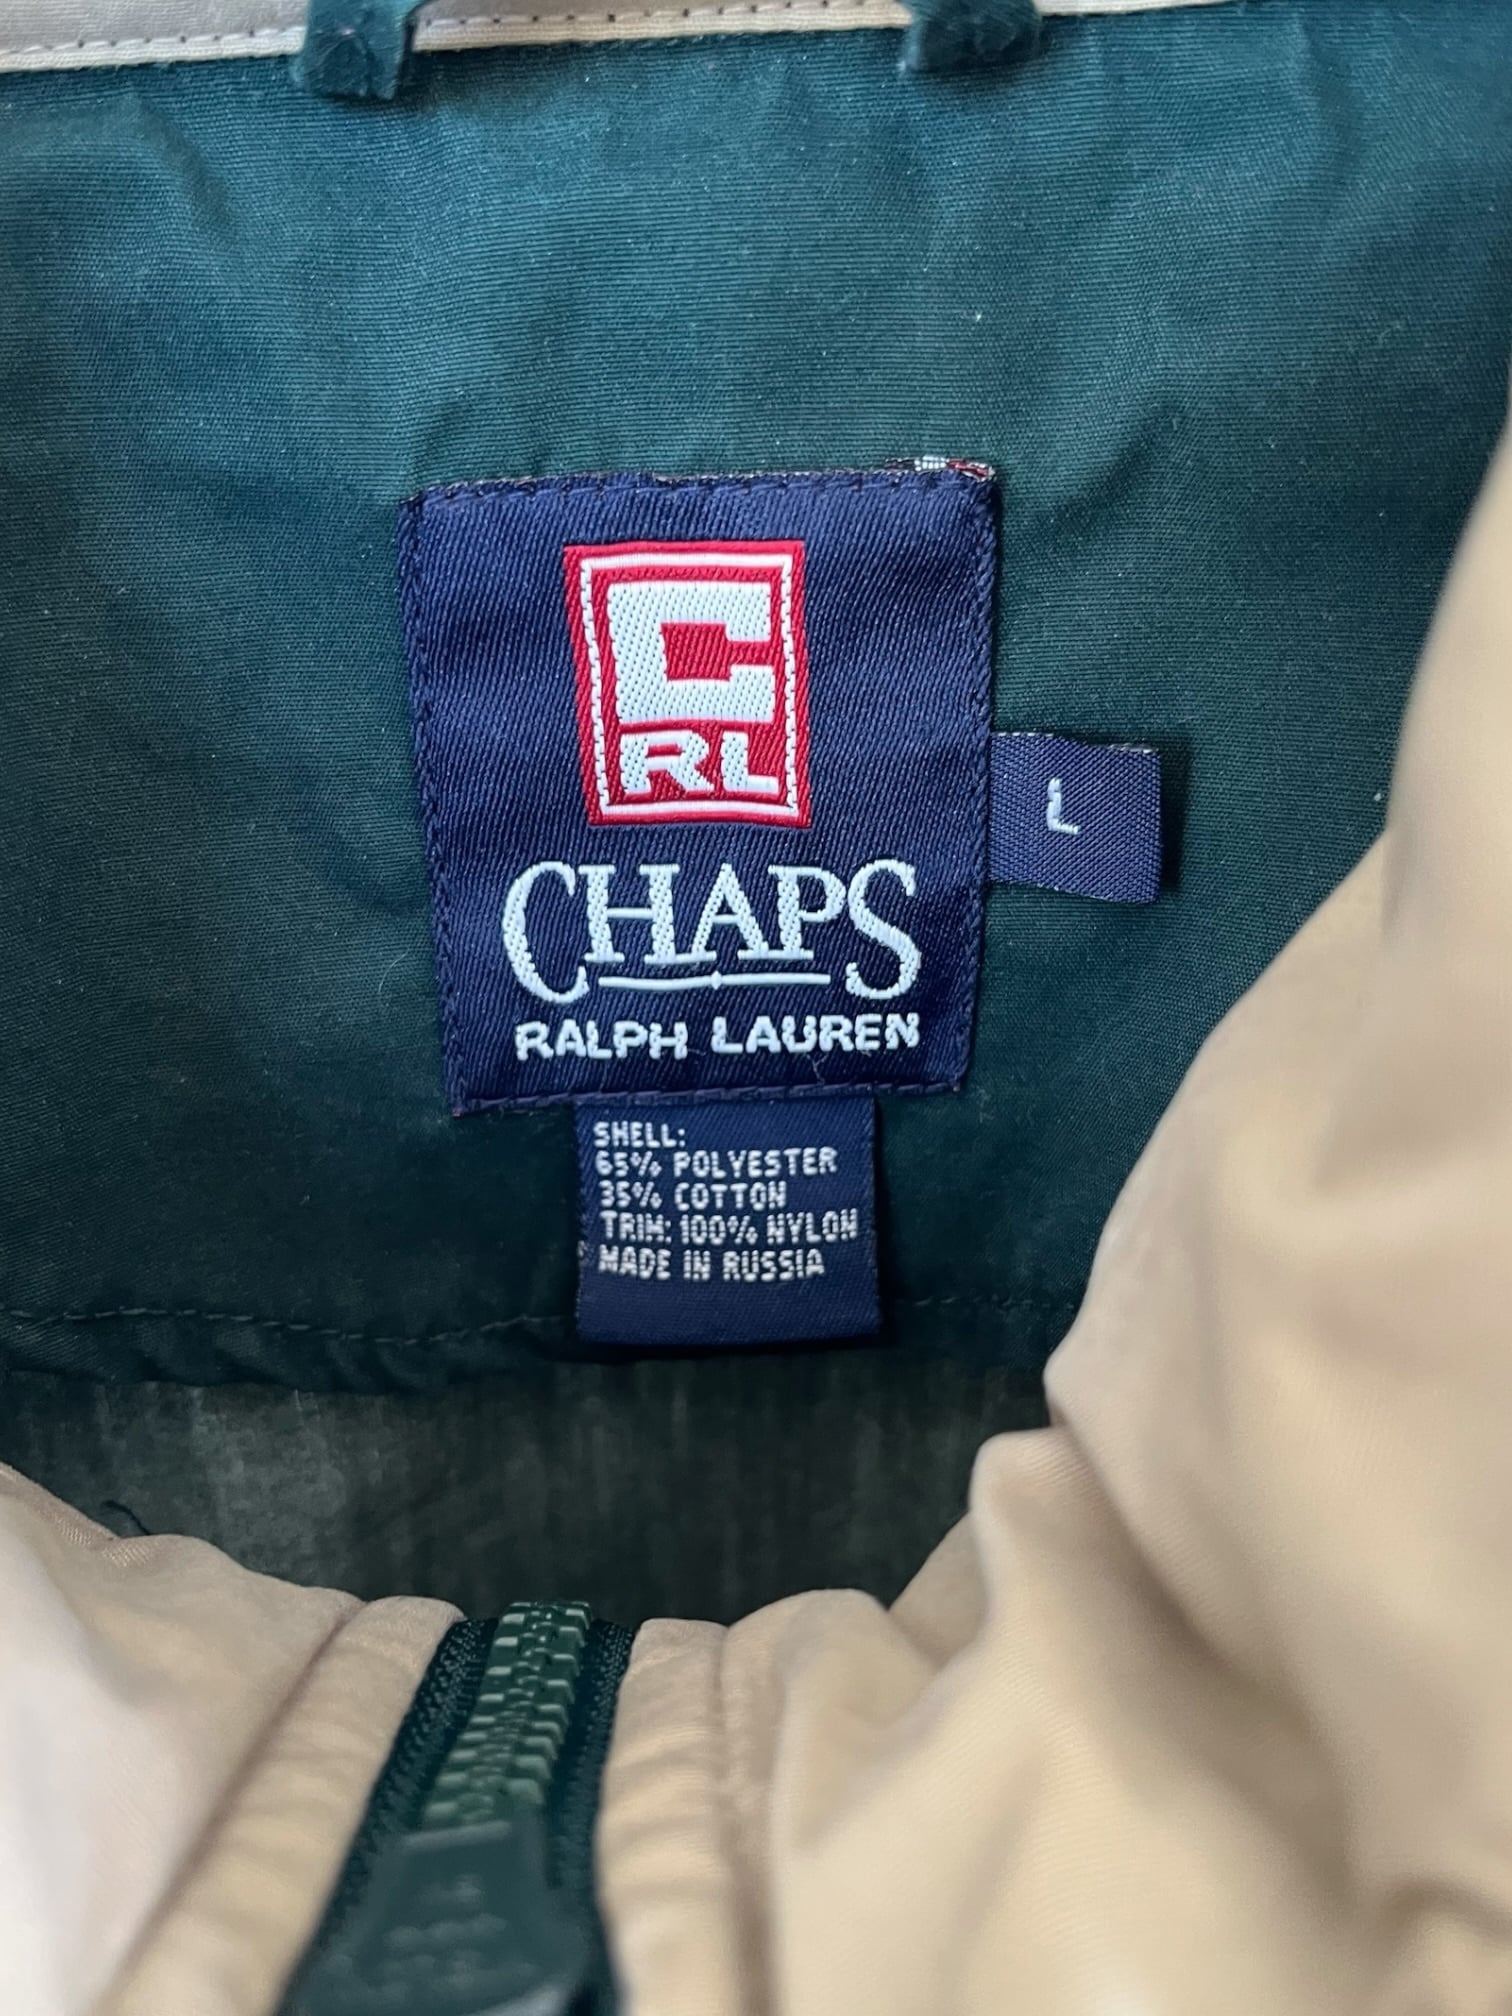 C
RL
CHAPS
RALPH LAUREN
L
SHELL:
65% POLYESTER
35% COTTON
TRIM: 100% NYLON
MADE IN RUSSIA